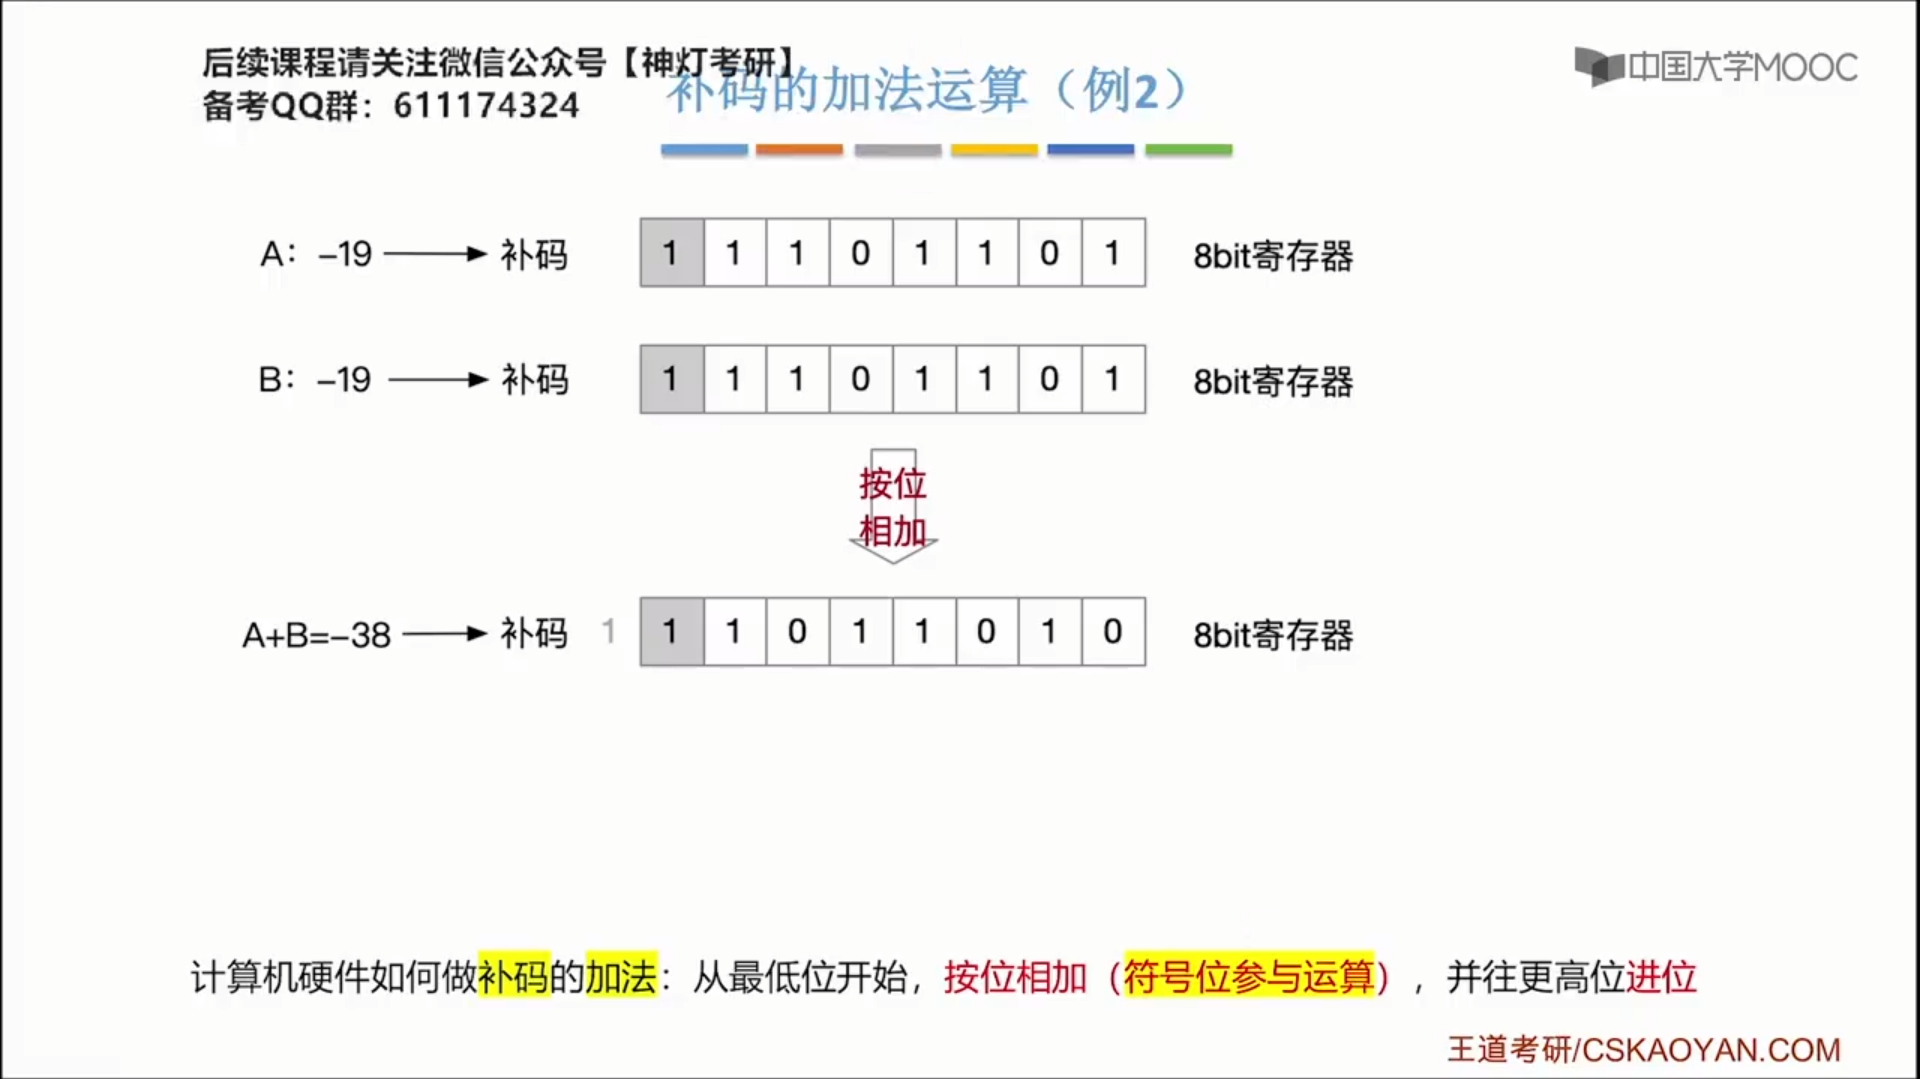 后续课程请关注微信公众号【神灯考研】
备考QQ群：611174324
中国大学MOOC
补码的加法运算（例2）
A：-19 补码 1 1 1 0 1 1 0 1 8bit寄存器
B：-19 补码 1 1 1 0 1 1 0 1 8bit寄存器
按位
相加
A+B=-38 补码 1 1 1 0 1 1 0 1 0 8bit寄存器
计算机硬件如何做补码的加法：从最低位开始，按位相加（符号位参与运算），并往更高位进位
王道考研/CSKAOYAN.COM